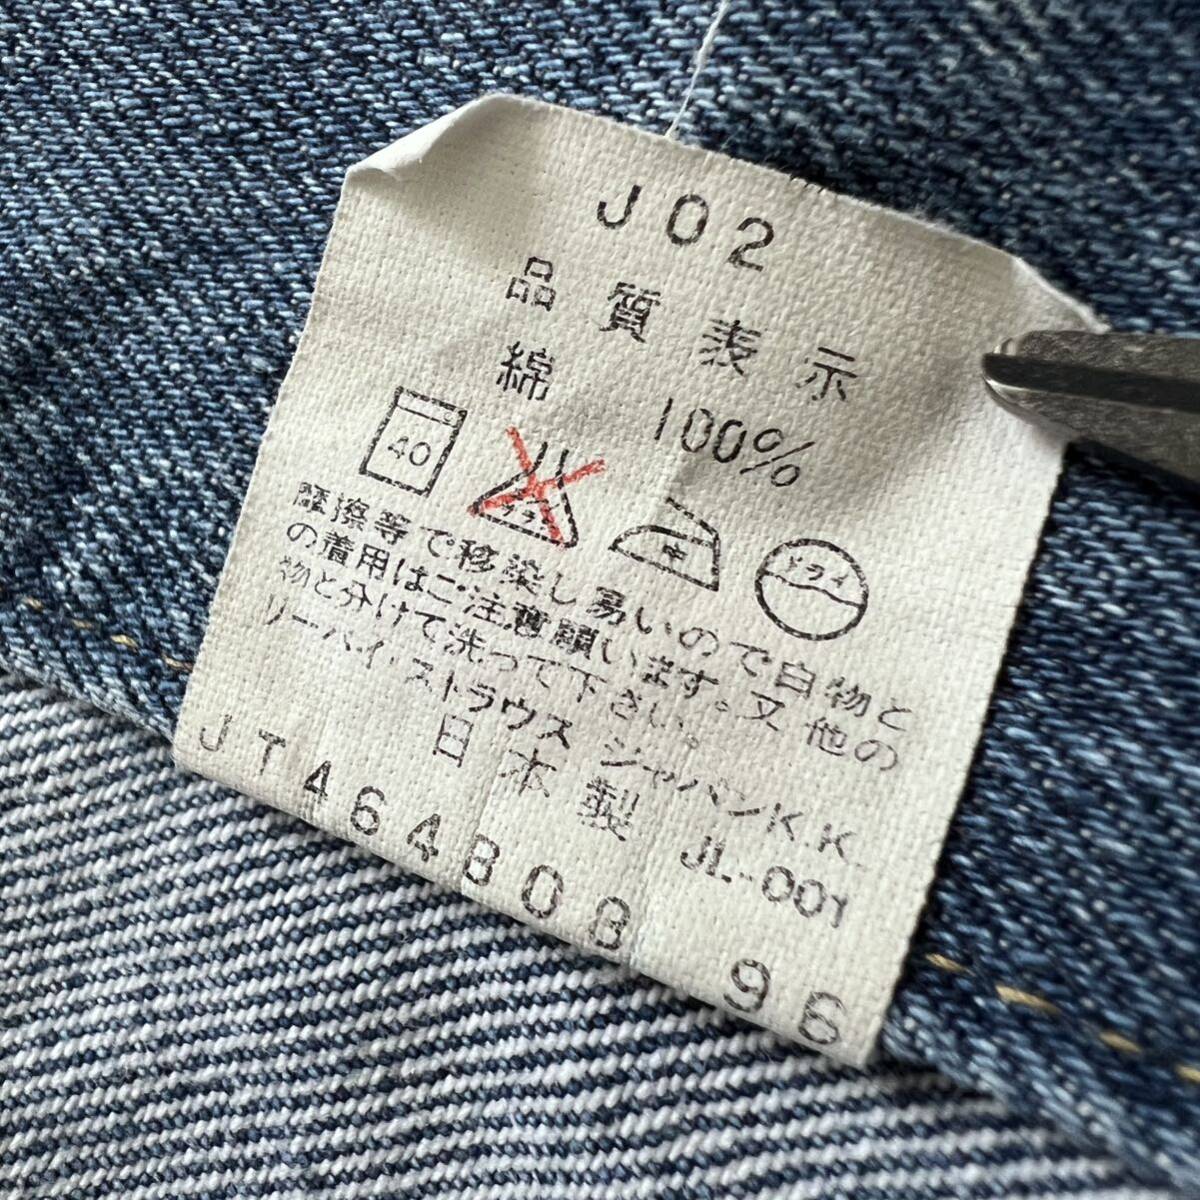 J02
品質表示
綿 100%
40 ドライ
摩擦等で移染し易いので白物と
の着用はご注意願います。又他の
物と分けて洗って下さい。
リーバイ・ストラウス ジャパンK.K.
日本製 JL-001
JT464808 96